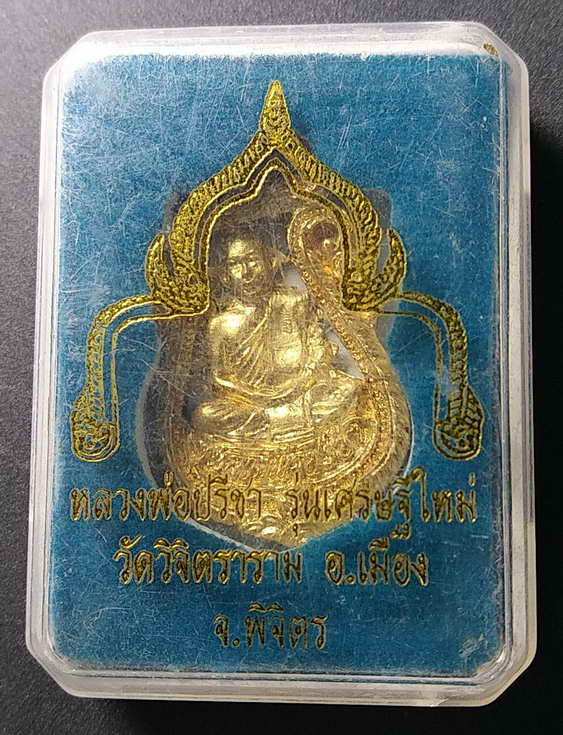 หลวงพ่อปรีชา รุ่นเศรษฐีใหม่
วัดวิจิตราราม อ.เมือง
จ.พิจิตร